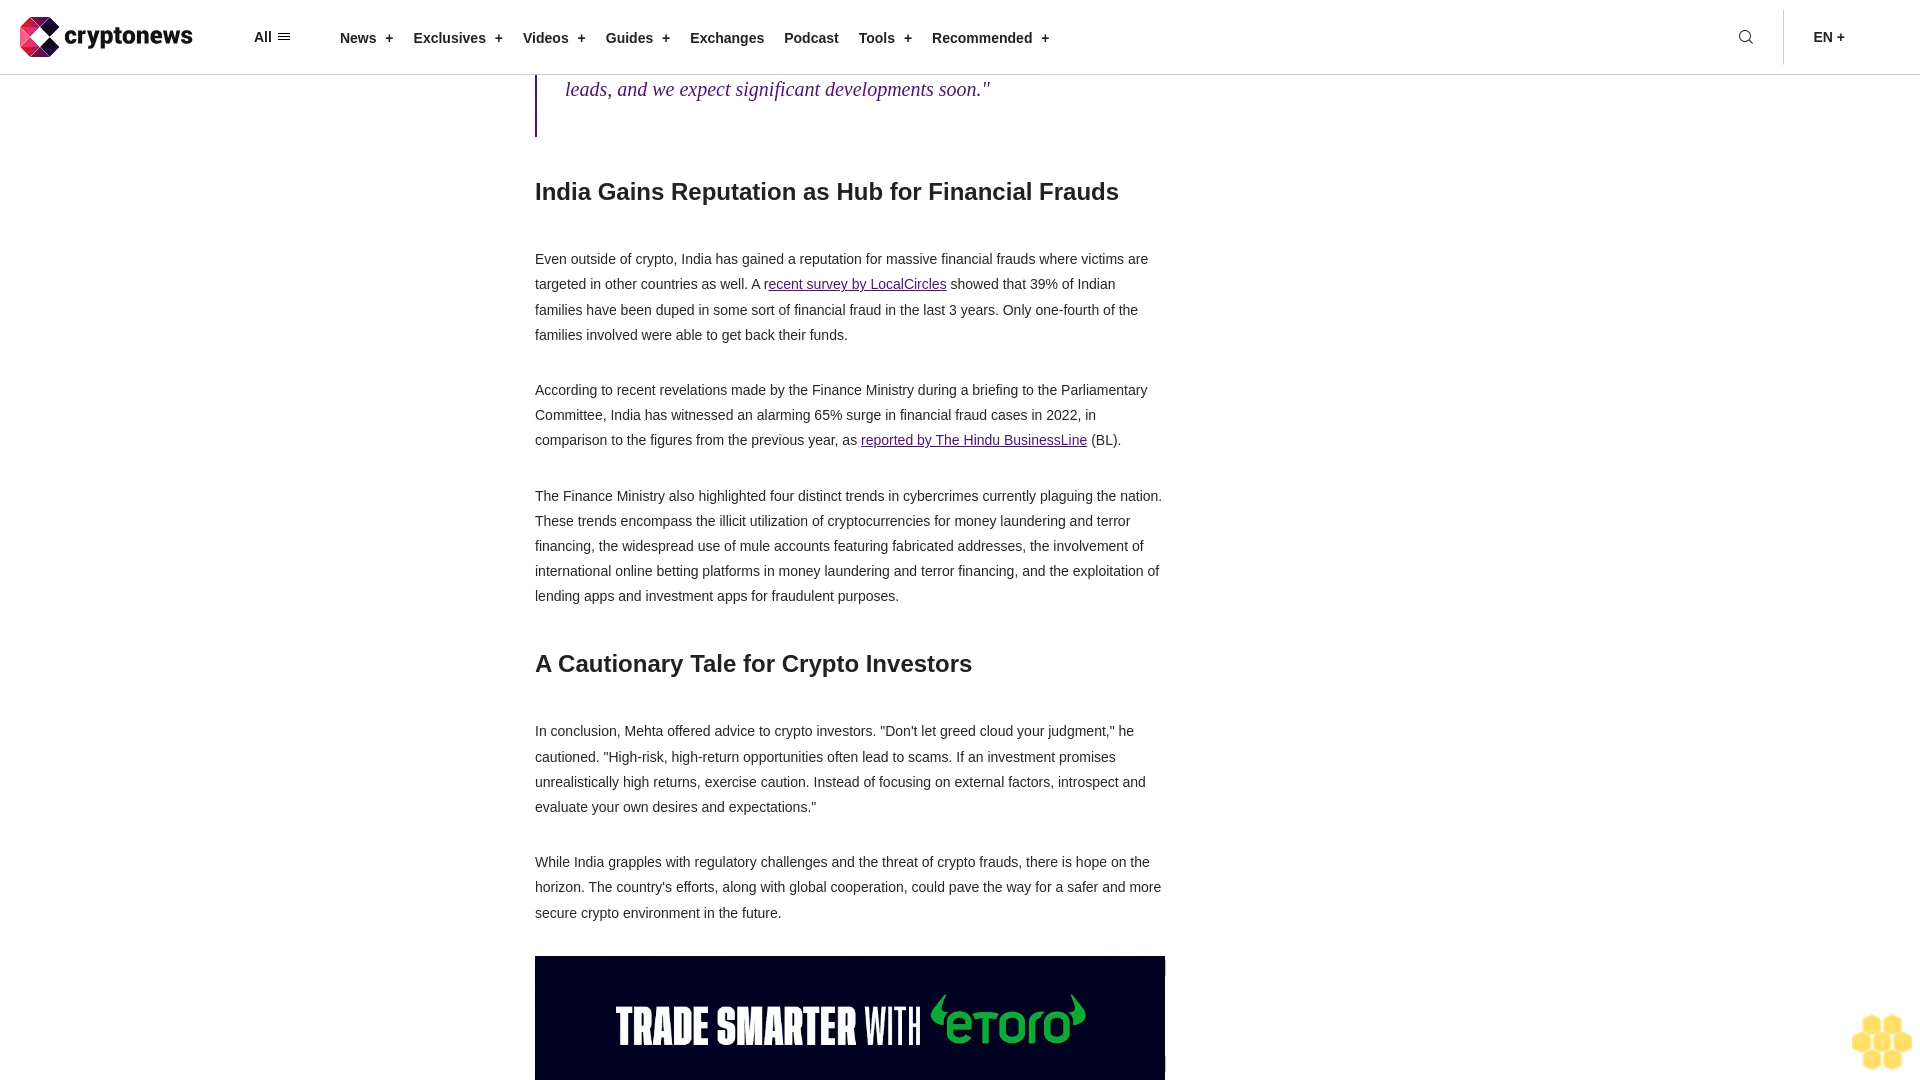 cryptonews
All
News +
Exclusives +
Videos +
Guides +
Exchanges
Podcast
Tools +
Recommended +
EN +
leads, and we expect significant developments soon."
India Gains Reputation as Hub for Financial Frauds
Even outside of crypto, India has gained a reputation for massive financial frauds where victims are
targeted in other countries as well. A recent survey by LocalCircles showed that 39% of Indian
families have been duped in some sort of financial fraud in the last 3 years. Only one-fourth of the
families involved were able to get back their funds.
According to recent revelations made by the Finance Ministry during a briefing to the Parliamentary
Committee, India has witnessed an alarming 65% surge in financial fraud cases in 2022, in
comparison to the figures from the previous year, as reported by The Hindu BusinessLine (BL).
The Finance Ministry also highlighted four distinct trends in cybercrimes currently plaguing the nation.
These trends encompass the illicit utilization of cryptocurrencies for money laundering and terror
financing, the widespread use of mule accounts featuring fabricated addresses, the involvement of
international online betting platforms in money laundering and terror financing, and the exploitation of
lending apps and investment apps for fraudulent purposes.
A Cautionary Tale for Crypto Investors
In conclusion, Mehta offered advice to crypto investors. "Don't let greed cloud your judgment," he
cautioned. "High-risk, high-return opportunities often lead to scams. If an investment promises
unrealistically high returns, exercise caution. Instead of focusing on external factors, introspect and
evaluate your own desires and expectations."
While India grapples with regulatory challenges and the threat of crypto frauds, there is hope on the
horizon. The country's efforts, along with global cooperation, could pave the way for a safer and more
secure crypto environment in the future.
TRADE SMARTER WITH eTORO